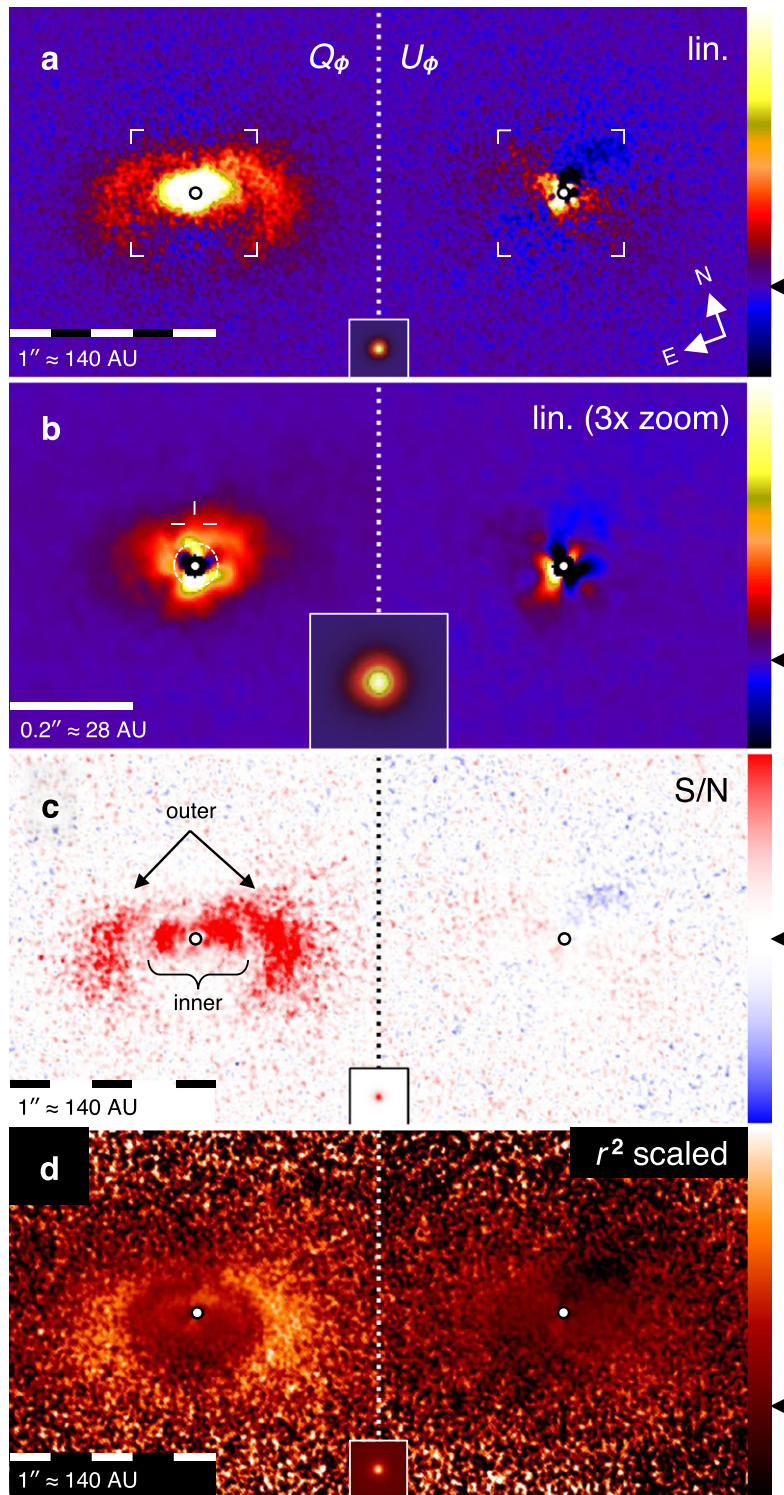 a
Qϕ
Uϕ
lin.
N
E
1″ ≈ 140 AU
b
lin. (3x zoom)
0.2″ ≈ 28 AU
c
S/N
outer
inner
1″ ≈ 140 AU
d
r² scaled
1″ ≈ 140 AU